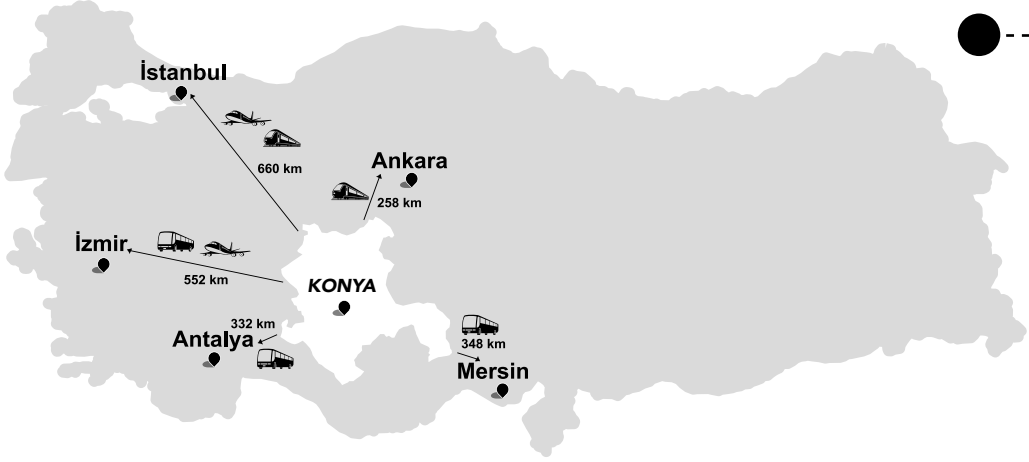 İstanbul
660 km
Ankara
258 km
İzmir
552 km
KONYA
332 km
Antalya
348 km
Mersin